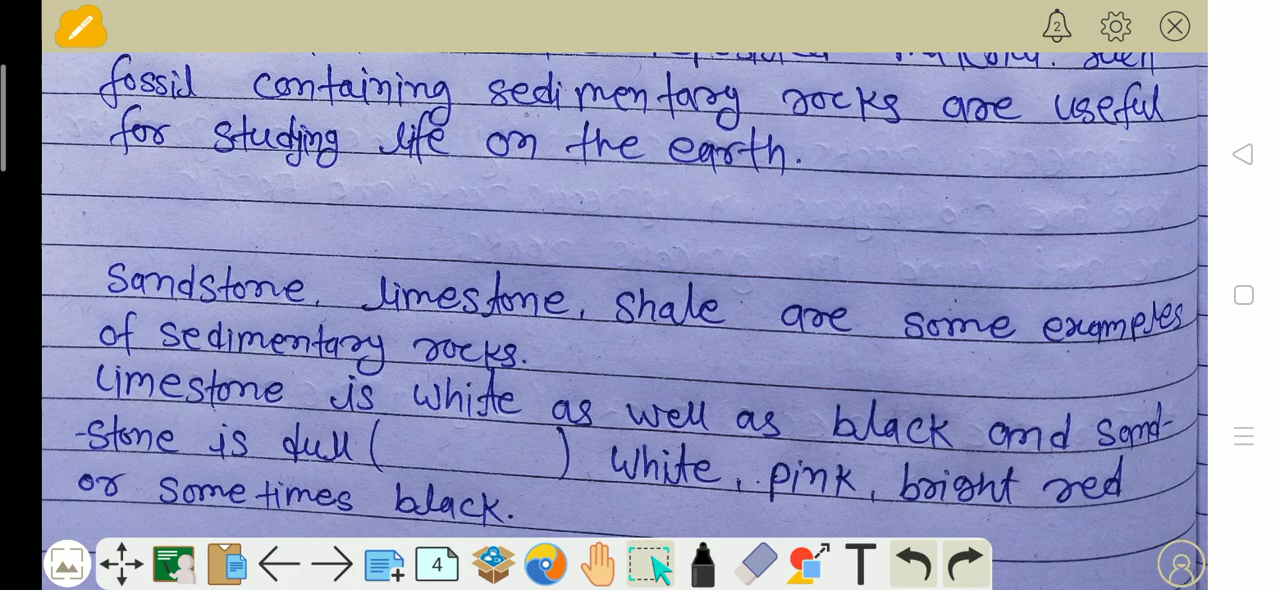 such
fossil containing sedimentary rocks are useful
for studying life on the earth.
Sandstone, limestone, shale are some examples
of sedimentary rocks.
limestone is white as well as black and sand-
-stone is dull (          ) white, pink, bright red
or sometimes black.
2
4
T